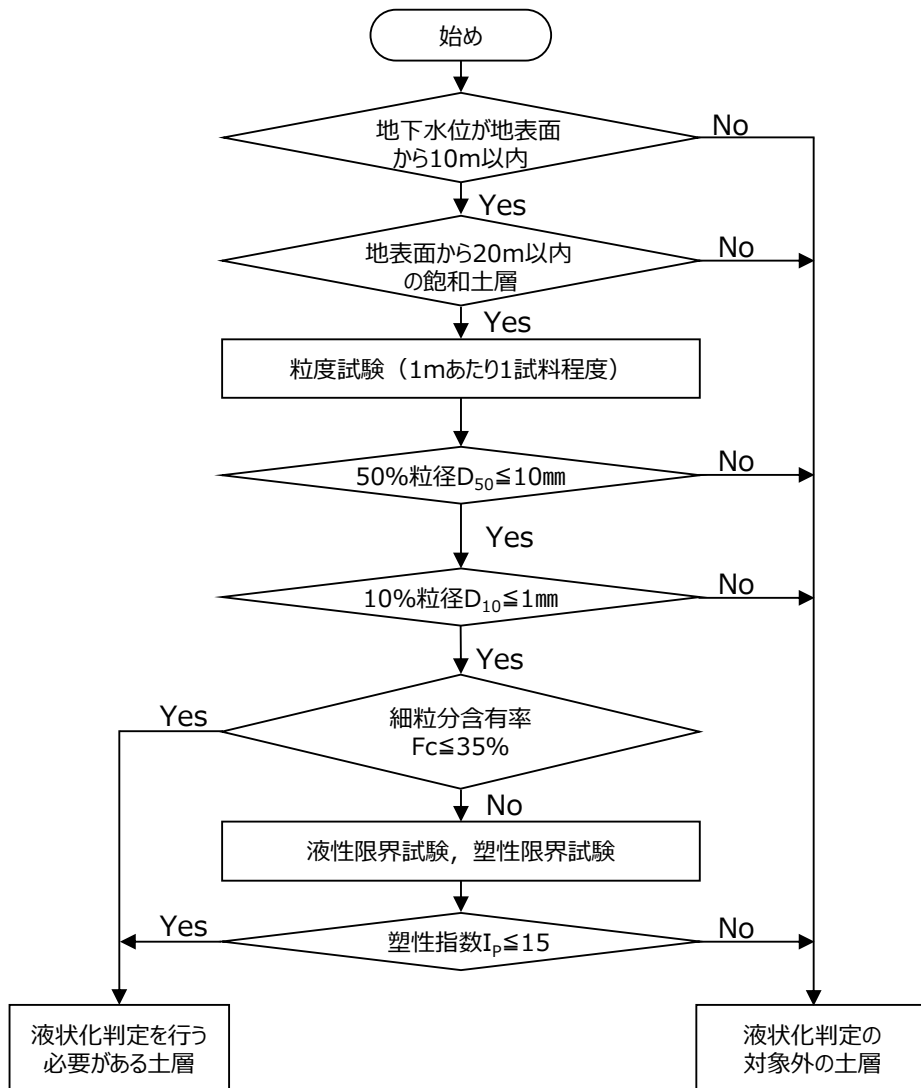 始め
地下水位が地表面
から10m以内
No
Yes
地表面から20m以内
の飽和土層
No
Yes
粒度試験（1mあたり1試料程度）
50%粒径D₅₀≦10㎜
No
Yes
10%粒径D₁₀≦1㎜
No
Yes
細粒分含有率
Fc≦35%
Yes
No
液性限界試験，塑性限界試験
Yes
塑性指数Iₚ≦15
No
液状化判定を行う
必要がある土層
液状化判定の
対象外の土層